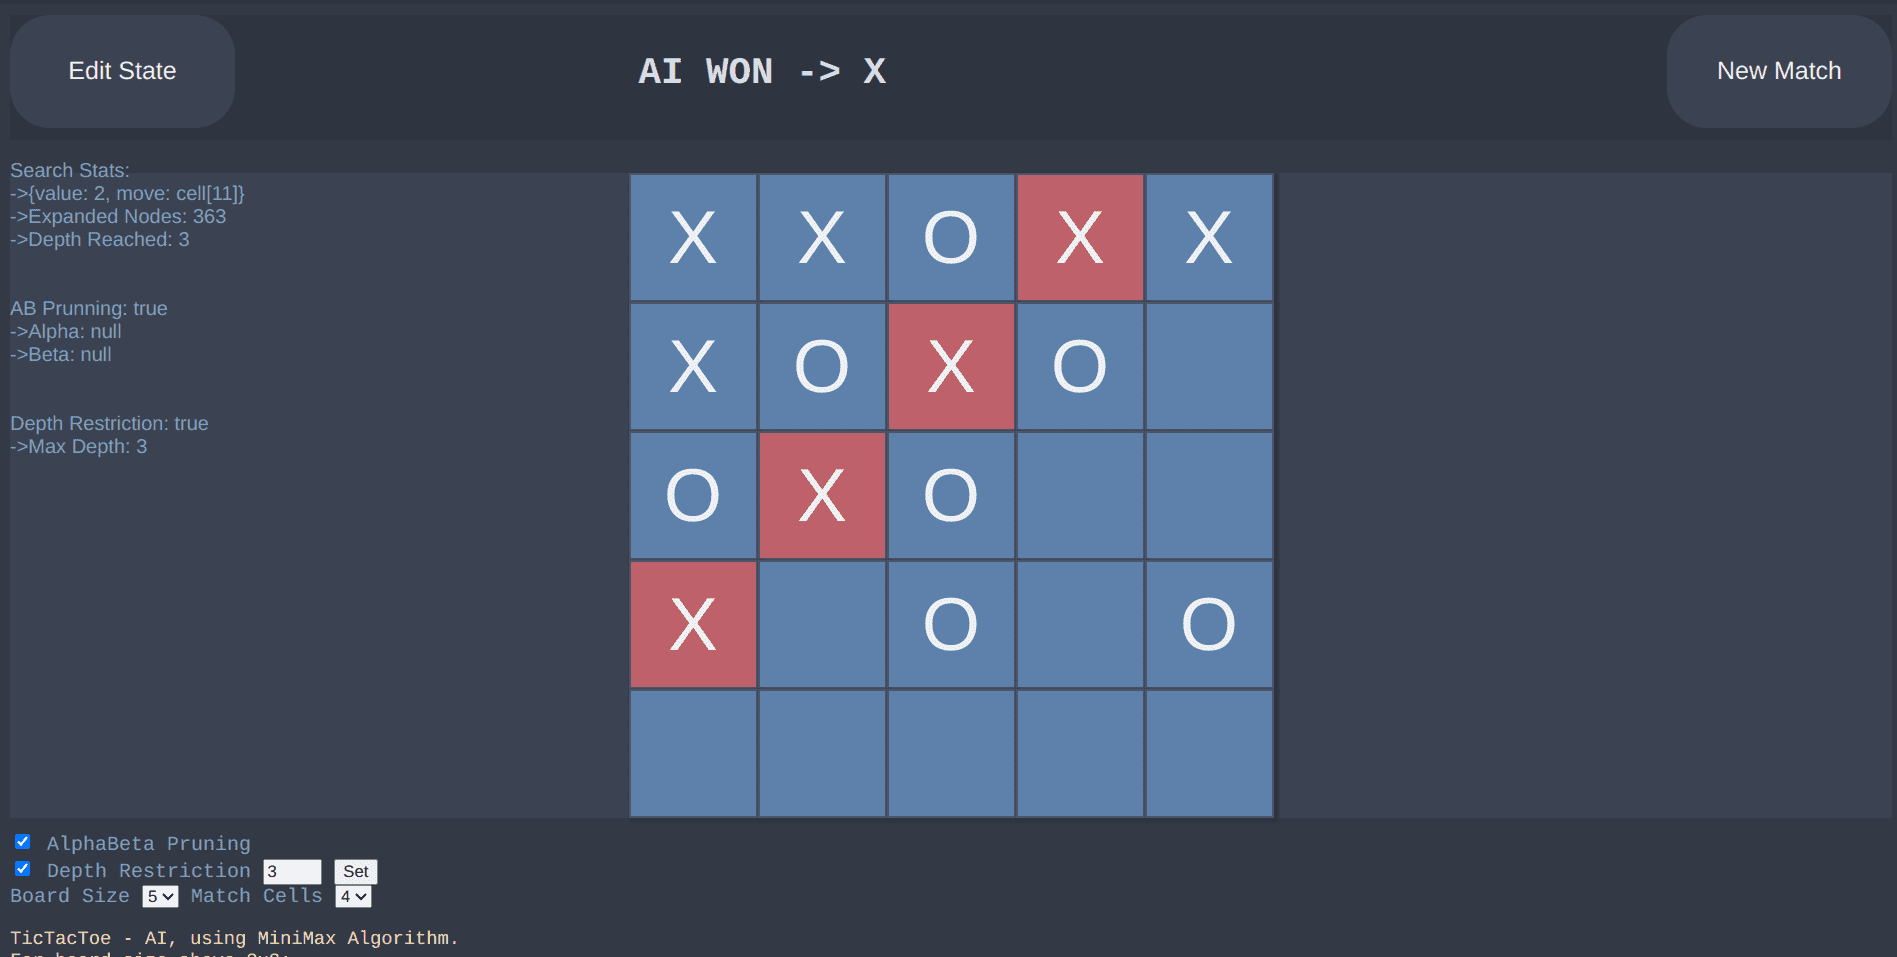 Edit State
AI WON -> X
New Match
Search Stats:
->{value: 2, move: cell[11]}
->Expanded Nodes: 363
->Depth Reached: 3
AB Prunning: true
->Alpha: null
->Beta: null
Depth Restriction: true
->Max Depth: 3
X X O X X
X O X O
O X O
X O O
AlphaBeta Pruning
Depth Restriction 3 Set
Board Size 5 Match Cells 4
TicTacToe - AI, using MiniMax Algorithm.